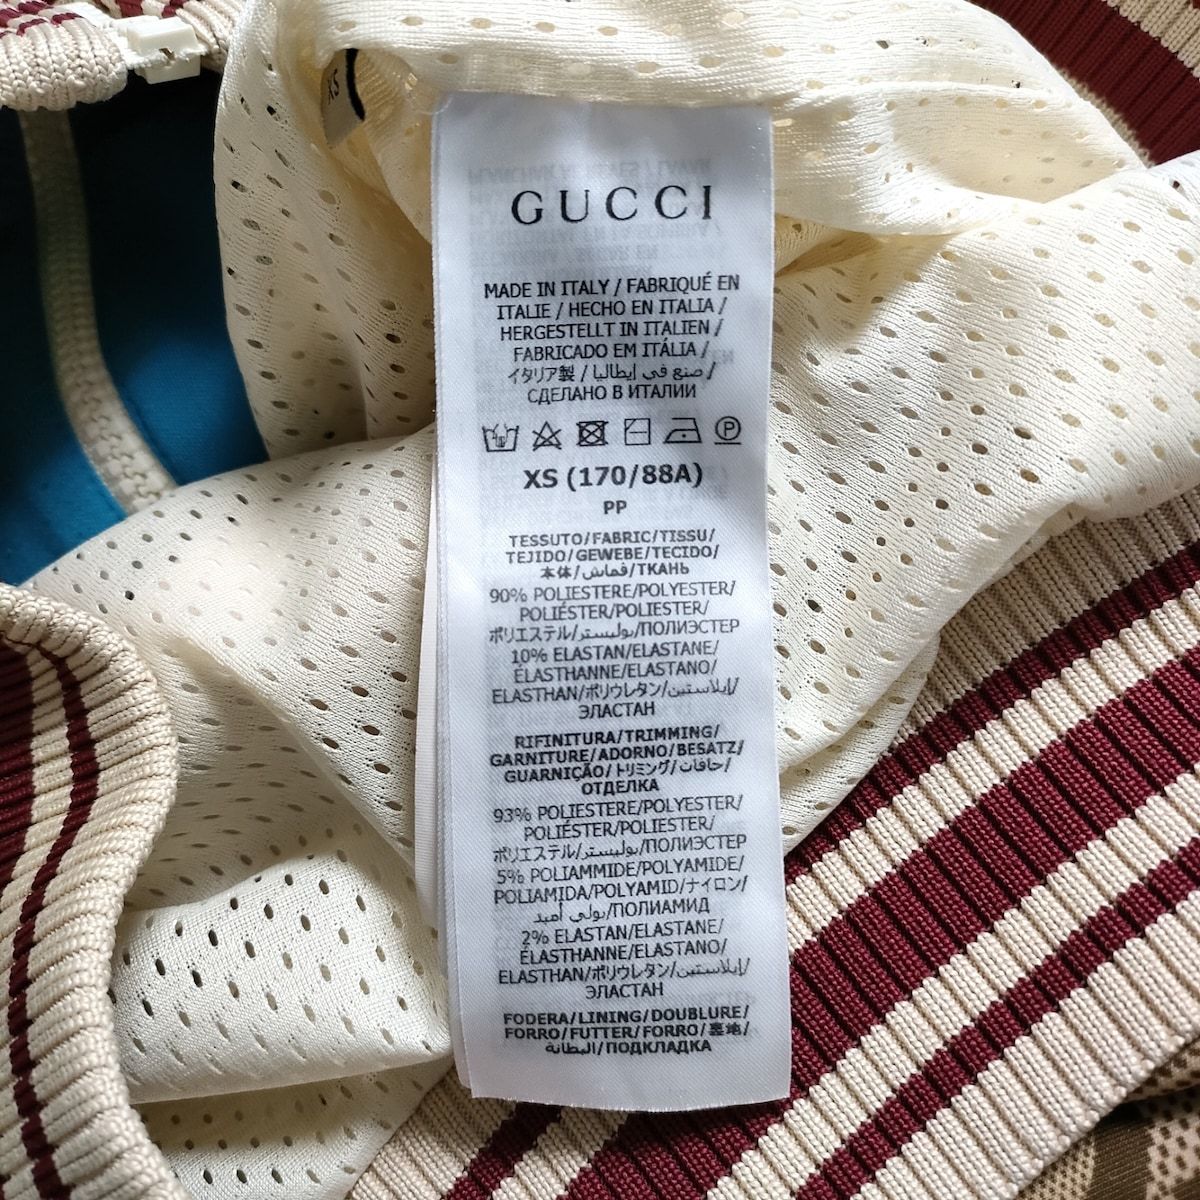 XS
GUCCI
MADE IN ITALY / FABRIQUÉ EN
ITALIE / HECHO EN ITALIA /
HERGESTELLT IN ITALIEN /
FABRICADO EM ITÁLIA /
イタリア製 / صنع في إيطاليا /
СДЕЛАНО В ИТАЛИИ
P
XS (170/88A)
PP
TESSUTO/FABRIC/TISSU/
TEJIDO/GEWEBE/TECIDO/
本体/قماش/ТКАНЬ
90% POLIESTERE/POLYESTER/
POLIÉSTER/POLIESTER/
ポリエステル/بوليستر/ПОЛИЭСТЕР
10% ELASTAN/ELASTANE/
ÉLASTHANNE/ELASTANO/
ELASTHAN/ポリウレタン/إيلاستين/
ЭЛАСТАН
RIFINITURA/TRIMMING/
GARNITURE/ADORNO/BESATZ/
GUARNIÇÃO/トリミング/حافات/
ОТДЕЛКА
93% POLIESTERE/POLYESTER/
POLIÉSTER/POLIESTER/
ポリエステル/بوليستر/ПОЛИЭСТЕР
5% POLIAMMIDE/POLYAMIDE/
POLIAMIDA/POLYAMID/ナイロン/
بولي أميد/ПОЛИАМИД
2% ELASTAN/ELASTANE/
ÉLASTHANNE/ELASTANO/
ELASTHAN/ポリウレタン/إيلاستين/
ЭЛАСТАН
FODERA/LINING/DOUBLURE/
FORRO/FUTTER/FORRO/裏地/
البطانة/ПОДКЛАДКА